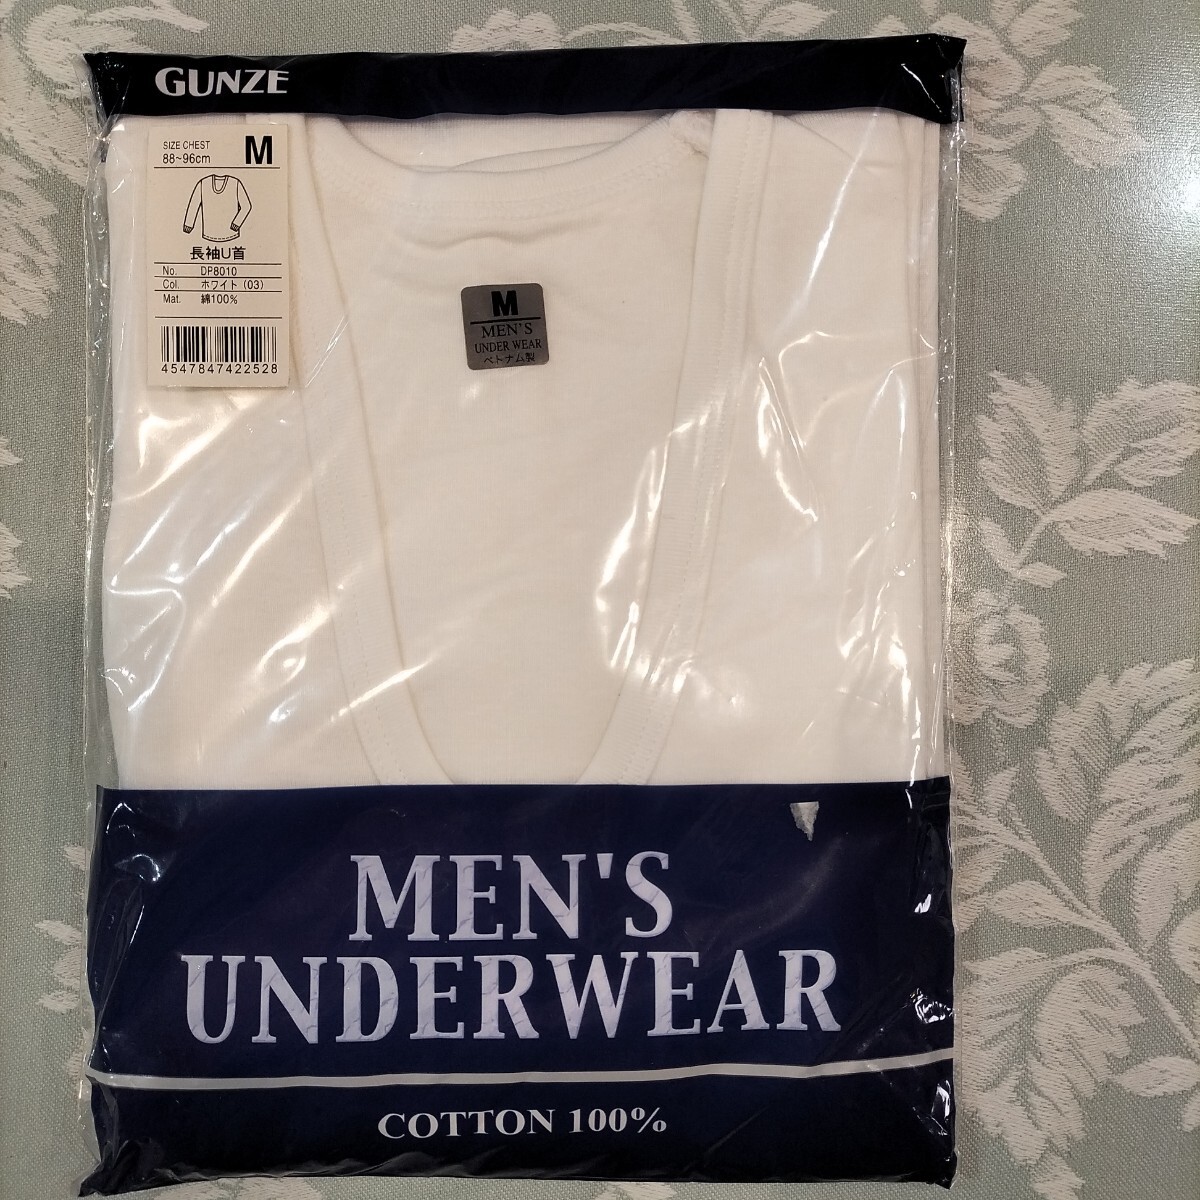 GUNZE
SIZE CHEST
88~96cm M
長袖U首
No. DP8010
Col. ホワイト (03)
Mat. 綿100%
4547847422528
M
MEN'S
UNDER WEAR
ベトナム製
MEN'S
UNDERWEAR
COTTON 100%